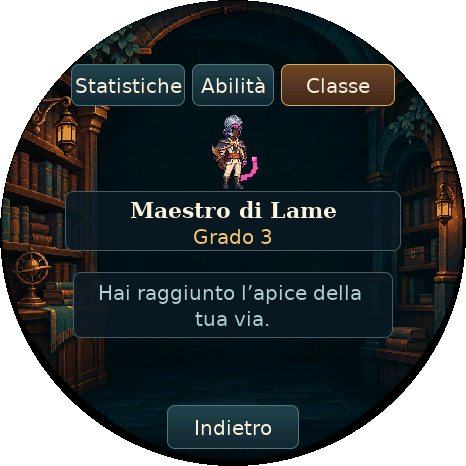 Statistiche Abilità Classe
Maestro di Lame
Grado 3
Hai raggiunto l’apice della
tua via.
Indietro